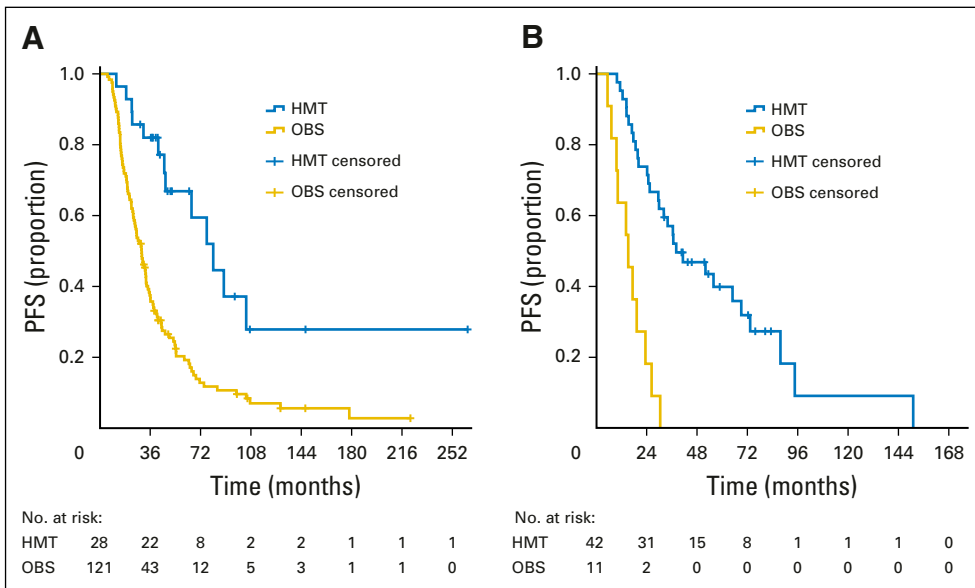 A
PFS (proportion)
1.0
0.8
0.6
0.4
0.2
HMT
OBS
HMT censored
OBS censored
0 36 72 108 144 180 216 252
Time (months)
No. at risk:
HMT 28 22 8 2 2 1 1 1
OBS 121 43 12 5 3 1 1 0
B
PFS (proportion)
1.0
0.8
0.6
0.4
0.2
HMT
OBS
HMT censored
OBS censored
0 24 48 72 96 120 144 168
Time (months)
No. at risk:
HMT 42 31 15 8 1 1 1 0
OBS 11 2 0 0 0 0 0 0